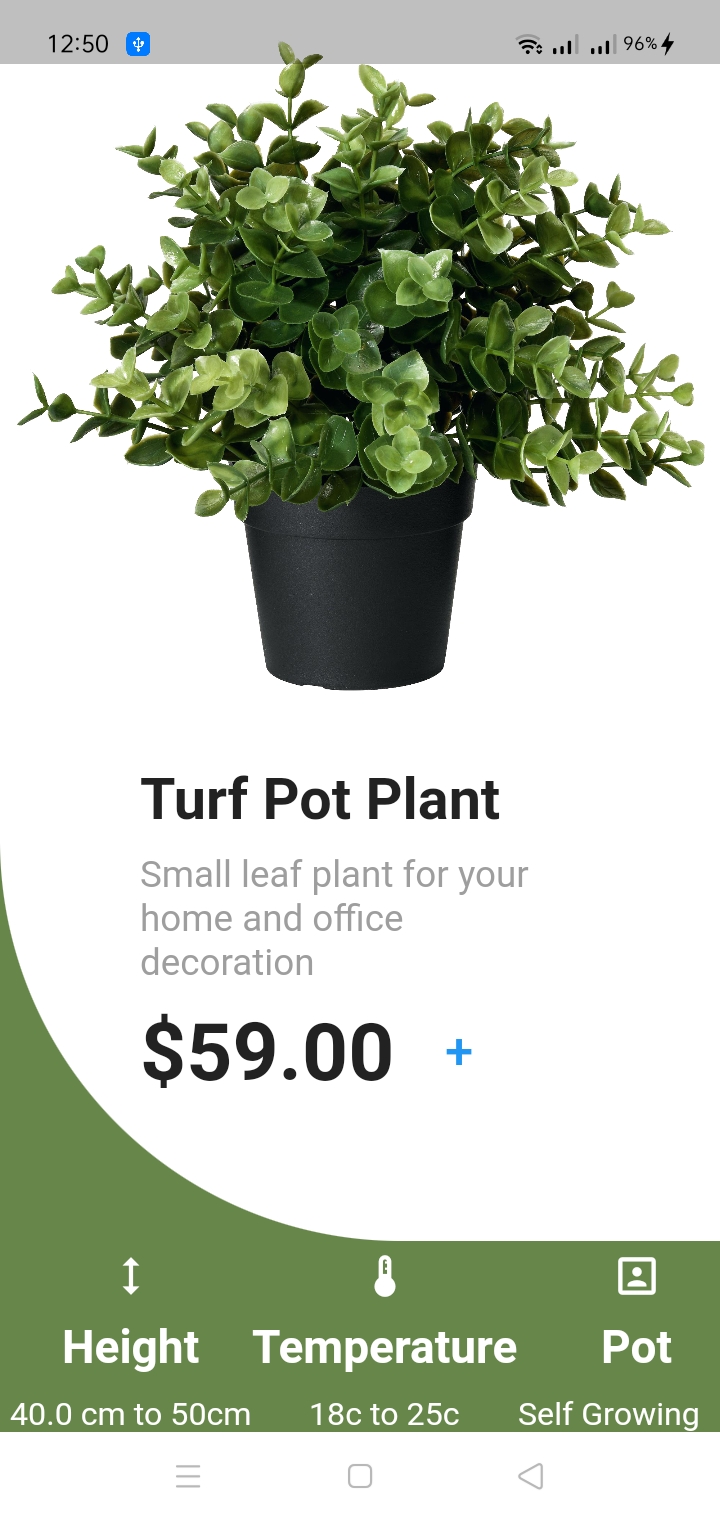 12:50
96%
Turf Pot Plant
Small leaf plant for your
home and office
decoration
$59.00 +
Height Temperature Pot
40.0 cm to 50cm 18c to 25c Self Growing